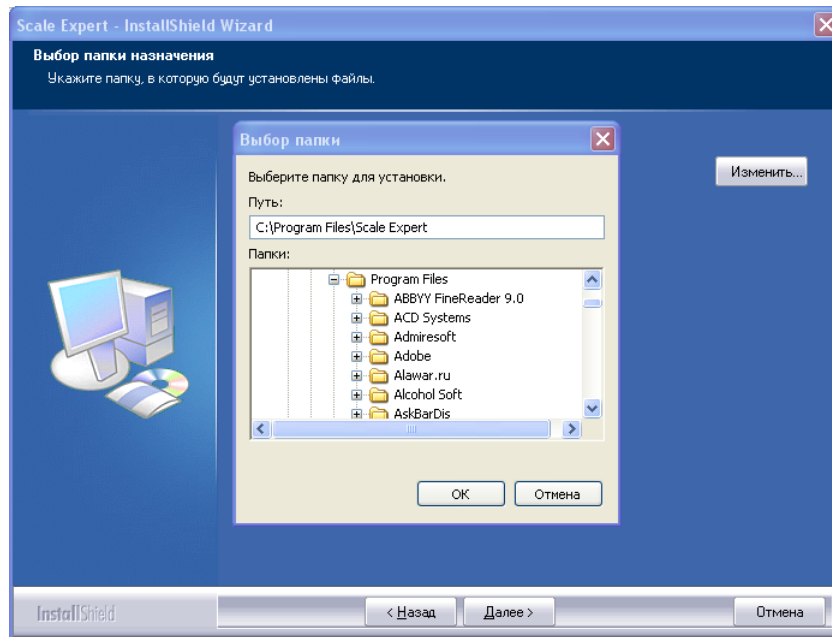 Scale Expert - InstallShield Wizard
Выбор папки назначения
Укажите папку, в которую будут установлены файлы.
Выбор папки
Выберите папку для установки.
Изменить...
Путь:
C:\Program Files\Scale Expert
Папки:
Program Files
ABBYY FineReader 9.0
ACD Systems
Admiresoft
Adobe
Alawar.ru
Alcohol Soft
AskBarDis
ОК
Отмена
InstallShield
< Назад
Далее >
Отмена